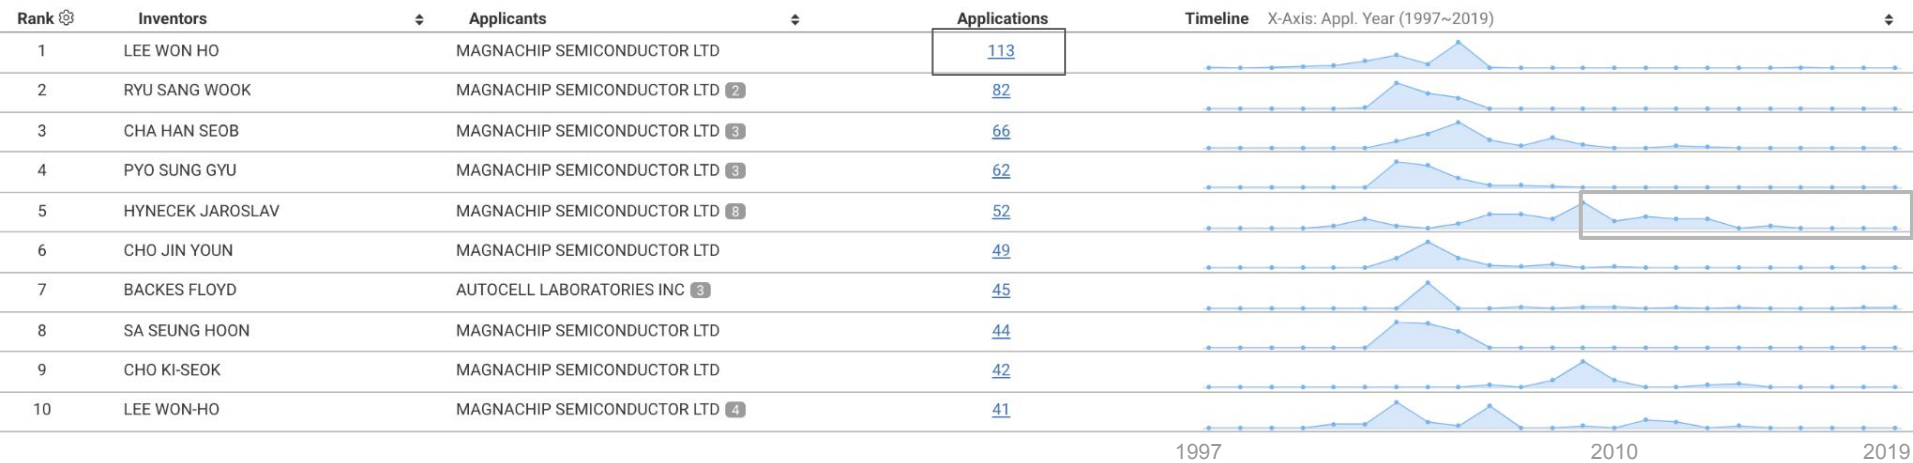 Rank Inventors Applicants Applications Timeline X-Axis: Appl. Year (1997~2019)
1 LEE WON HO MAGNACHIP SEMICONDUCTOR LTD 113
2 RYU SANG WOOK MAGNACHIP SEMICONDUCTOR LTD 2 82
3 CHA HAN SEOB MAGNACHIP SEMICONDUCTOR LTD 3 66
4 PYO SUNG GYU MAGNACHIP SEMICONDUCTOR LTD 3 62
5 HYNECEK JAROSLAV MAGNACHIP SEMICONDUCTOR LTD 8 52
6 CHO JIN YOUN MAGNACHIP SEMICONDUCTOR LTD 49
7 BACKES FLOYD AUTOCELL LABORATORIES INC 3 45
8 SA SEUNG HOON MAGNACHIP SEMICONDUCTOR LTD 44
9 CHO KI-SEOK MAGNACHIP SEMICONDUCTOR LTD 42
10 LEE WON-HO MAGNACHIP SEMICONDUCTOR LTD 4 41
1997 2010 2019